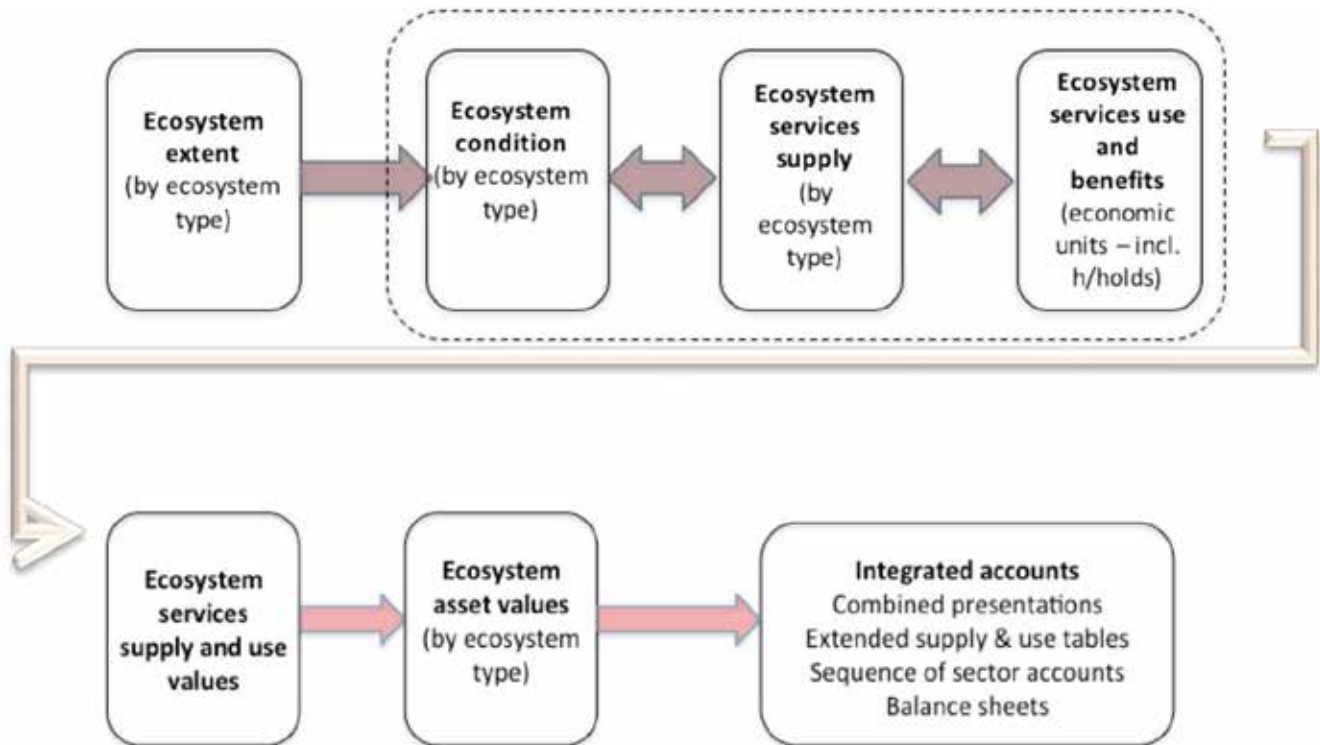 Ecosystem
extent
(by ecosystem
type)
Ecosystem
condition
(by ecosystem
type)
Ecosystem
services
supply
(by
ecosystem
type)
Ecosystem
services use
and
benefits
(economic
units – incl.
h/holds)
Ecosystem
services
supply and use
values
Ecosystem
asset values
(by ecosystem
type)
Integrated accounts
Combined presentations
Extended supply & use tables
Sequence of sector accounts
Balance sheets